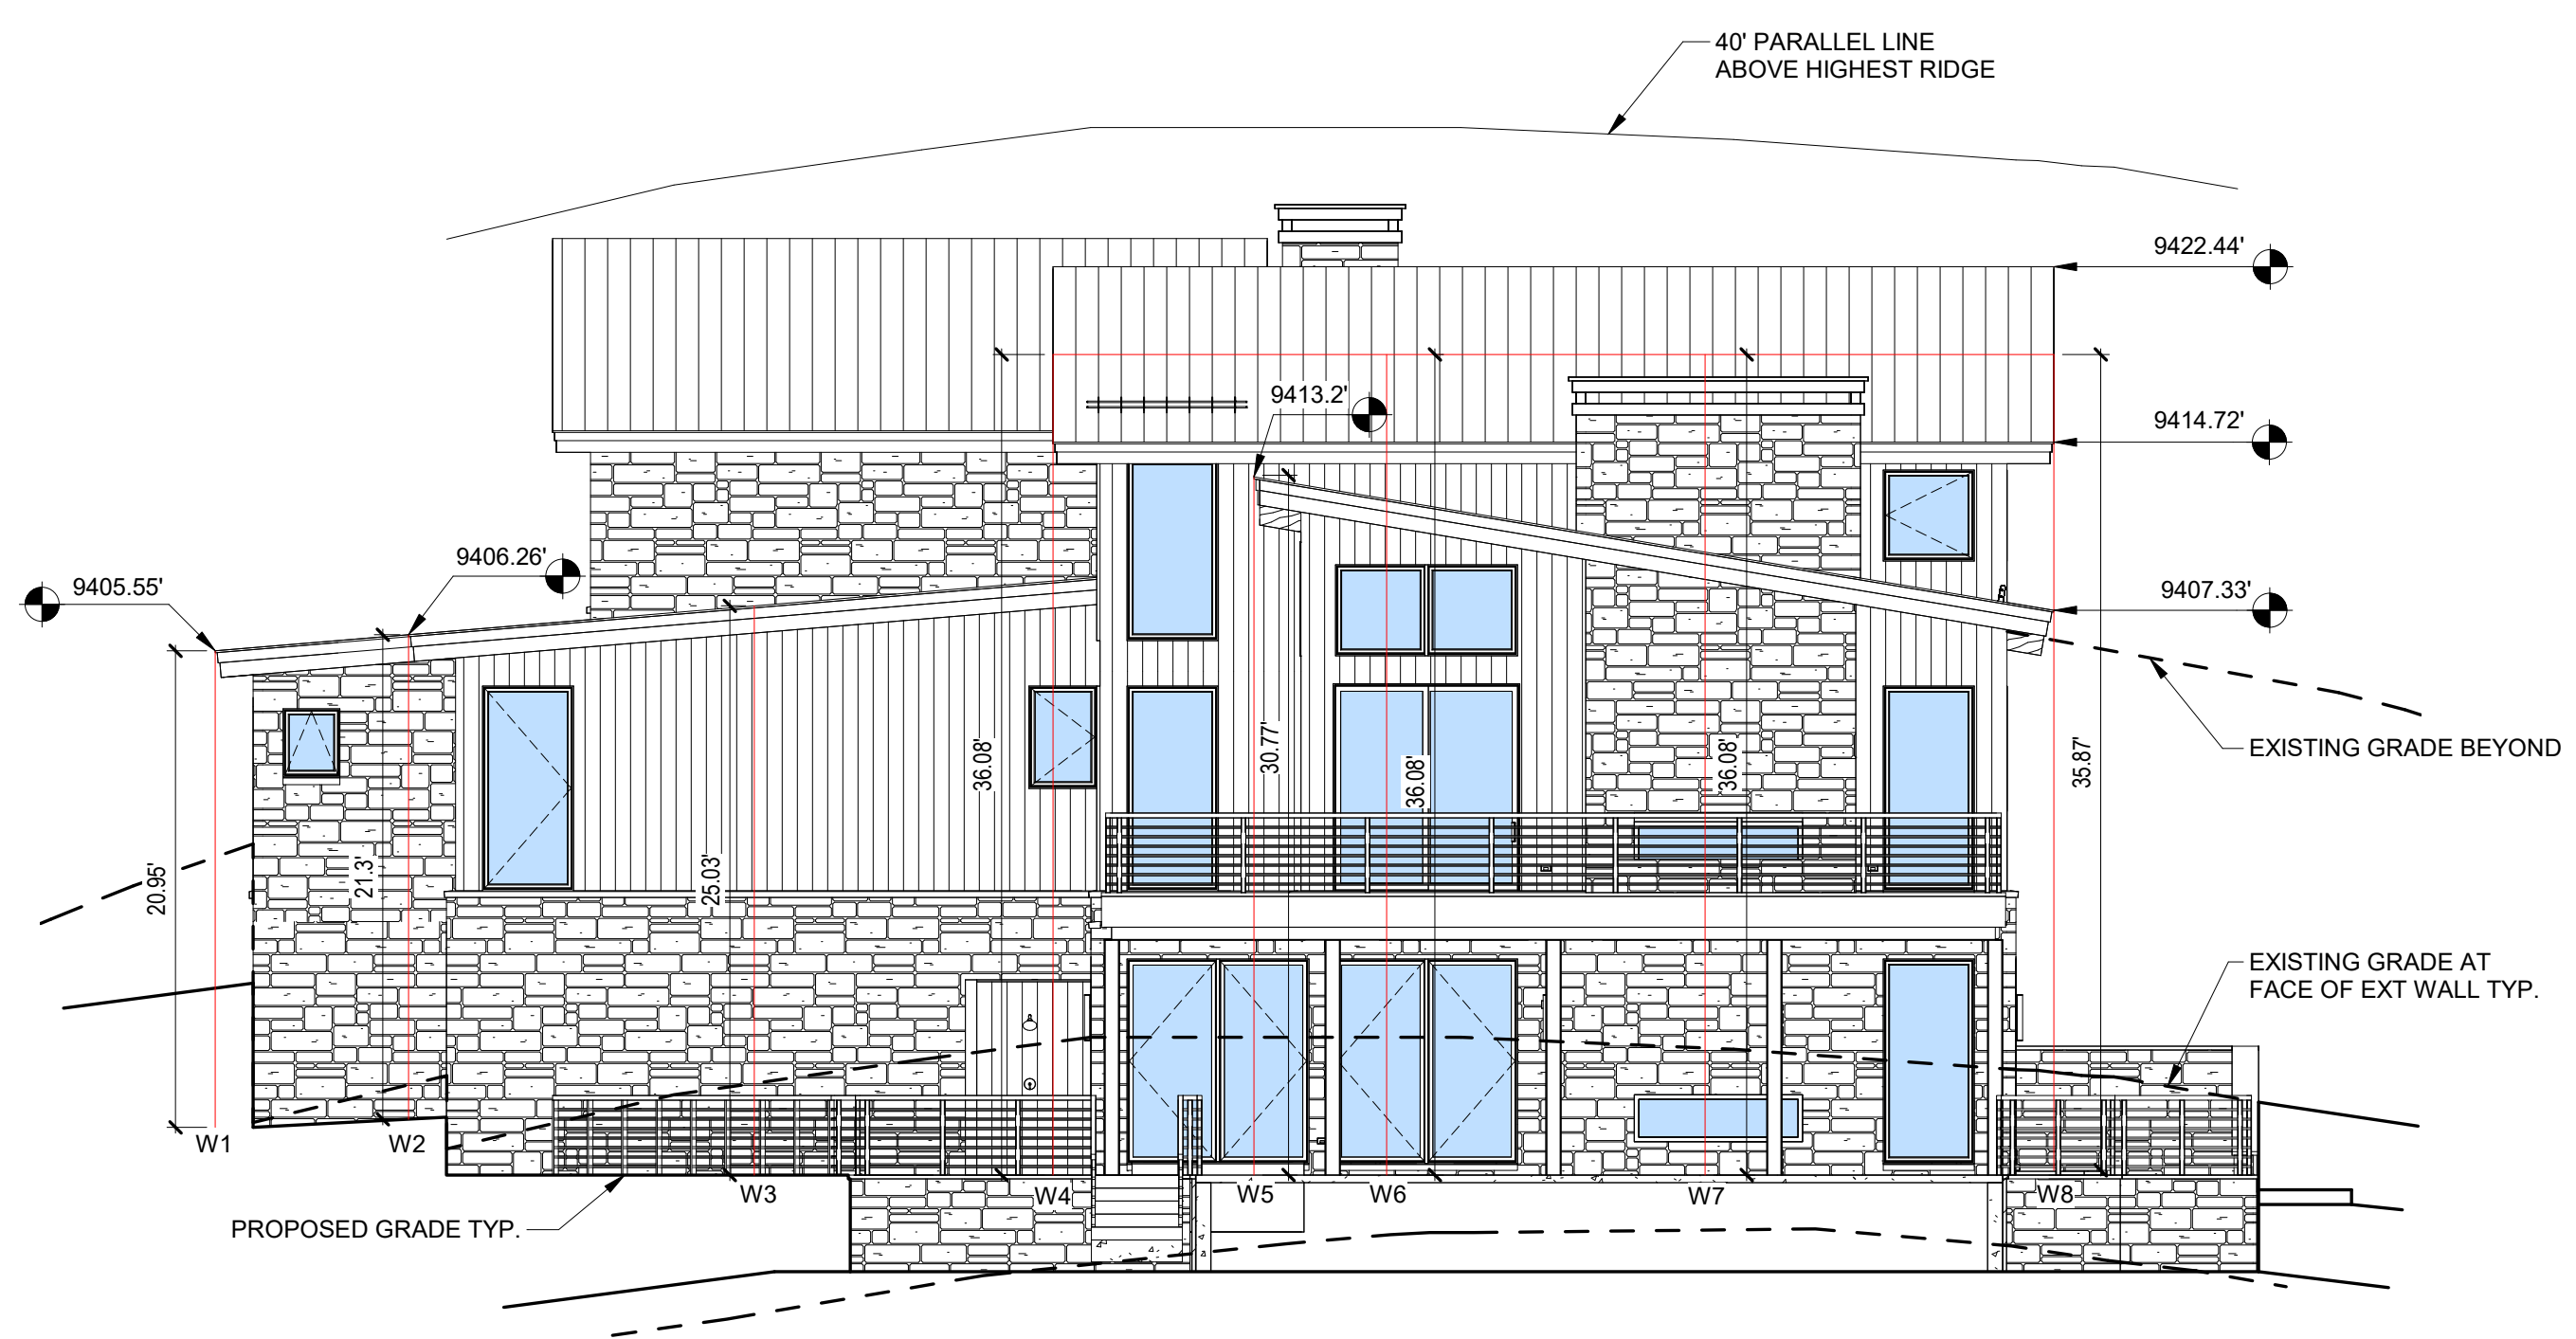 40' PARALLEL LINE
ABOVE HIGHEST RIDGE
9422.44'
9413.2'
9414.72'
9406.26'
9405.55'
9407.33'
EXISTING GRADE BEYOND
36.08'
30.77'
36.08'
36.08'
35.87'
20.95'
21.3'
25.03'
EXISTING GRADE AT
FACE OF EXT WALL TYP.
W1
W2
W3
W4
W5
W6
W7
W8
PROPOSED GRADE TYP.